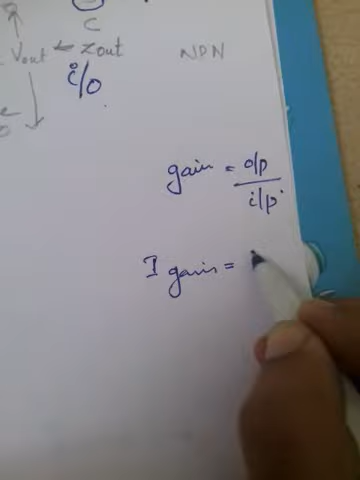 C
Vout ← Zout
NPN
i/o
gain = o/p
i/p
I gain =